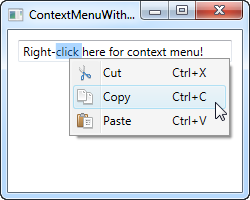 ContextMenuWith...
Right-click here for context menu!
Cut Ctrl+X
Copy Ctrl+C
Paste Ctrl+V